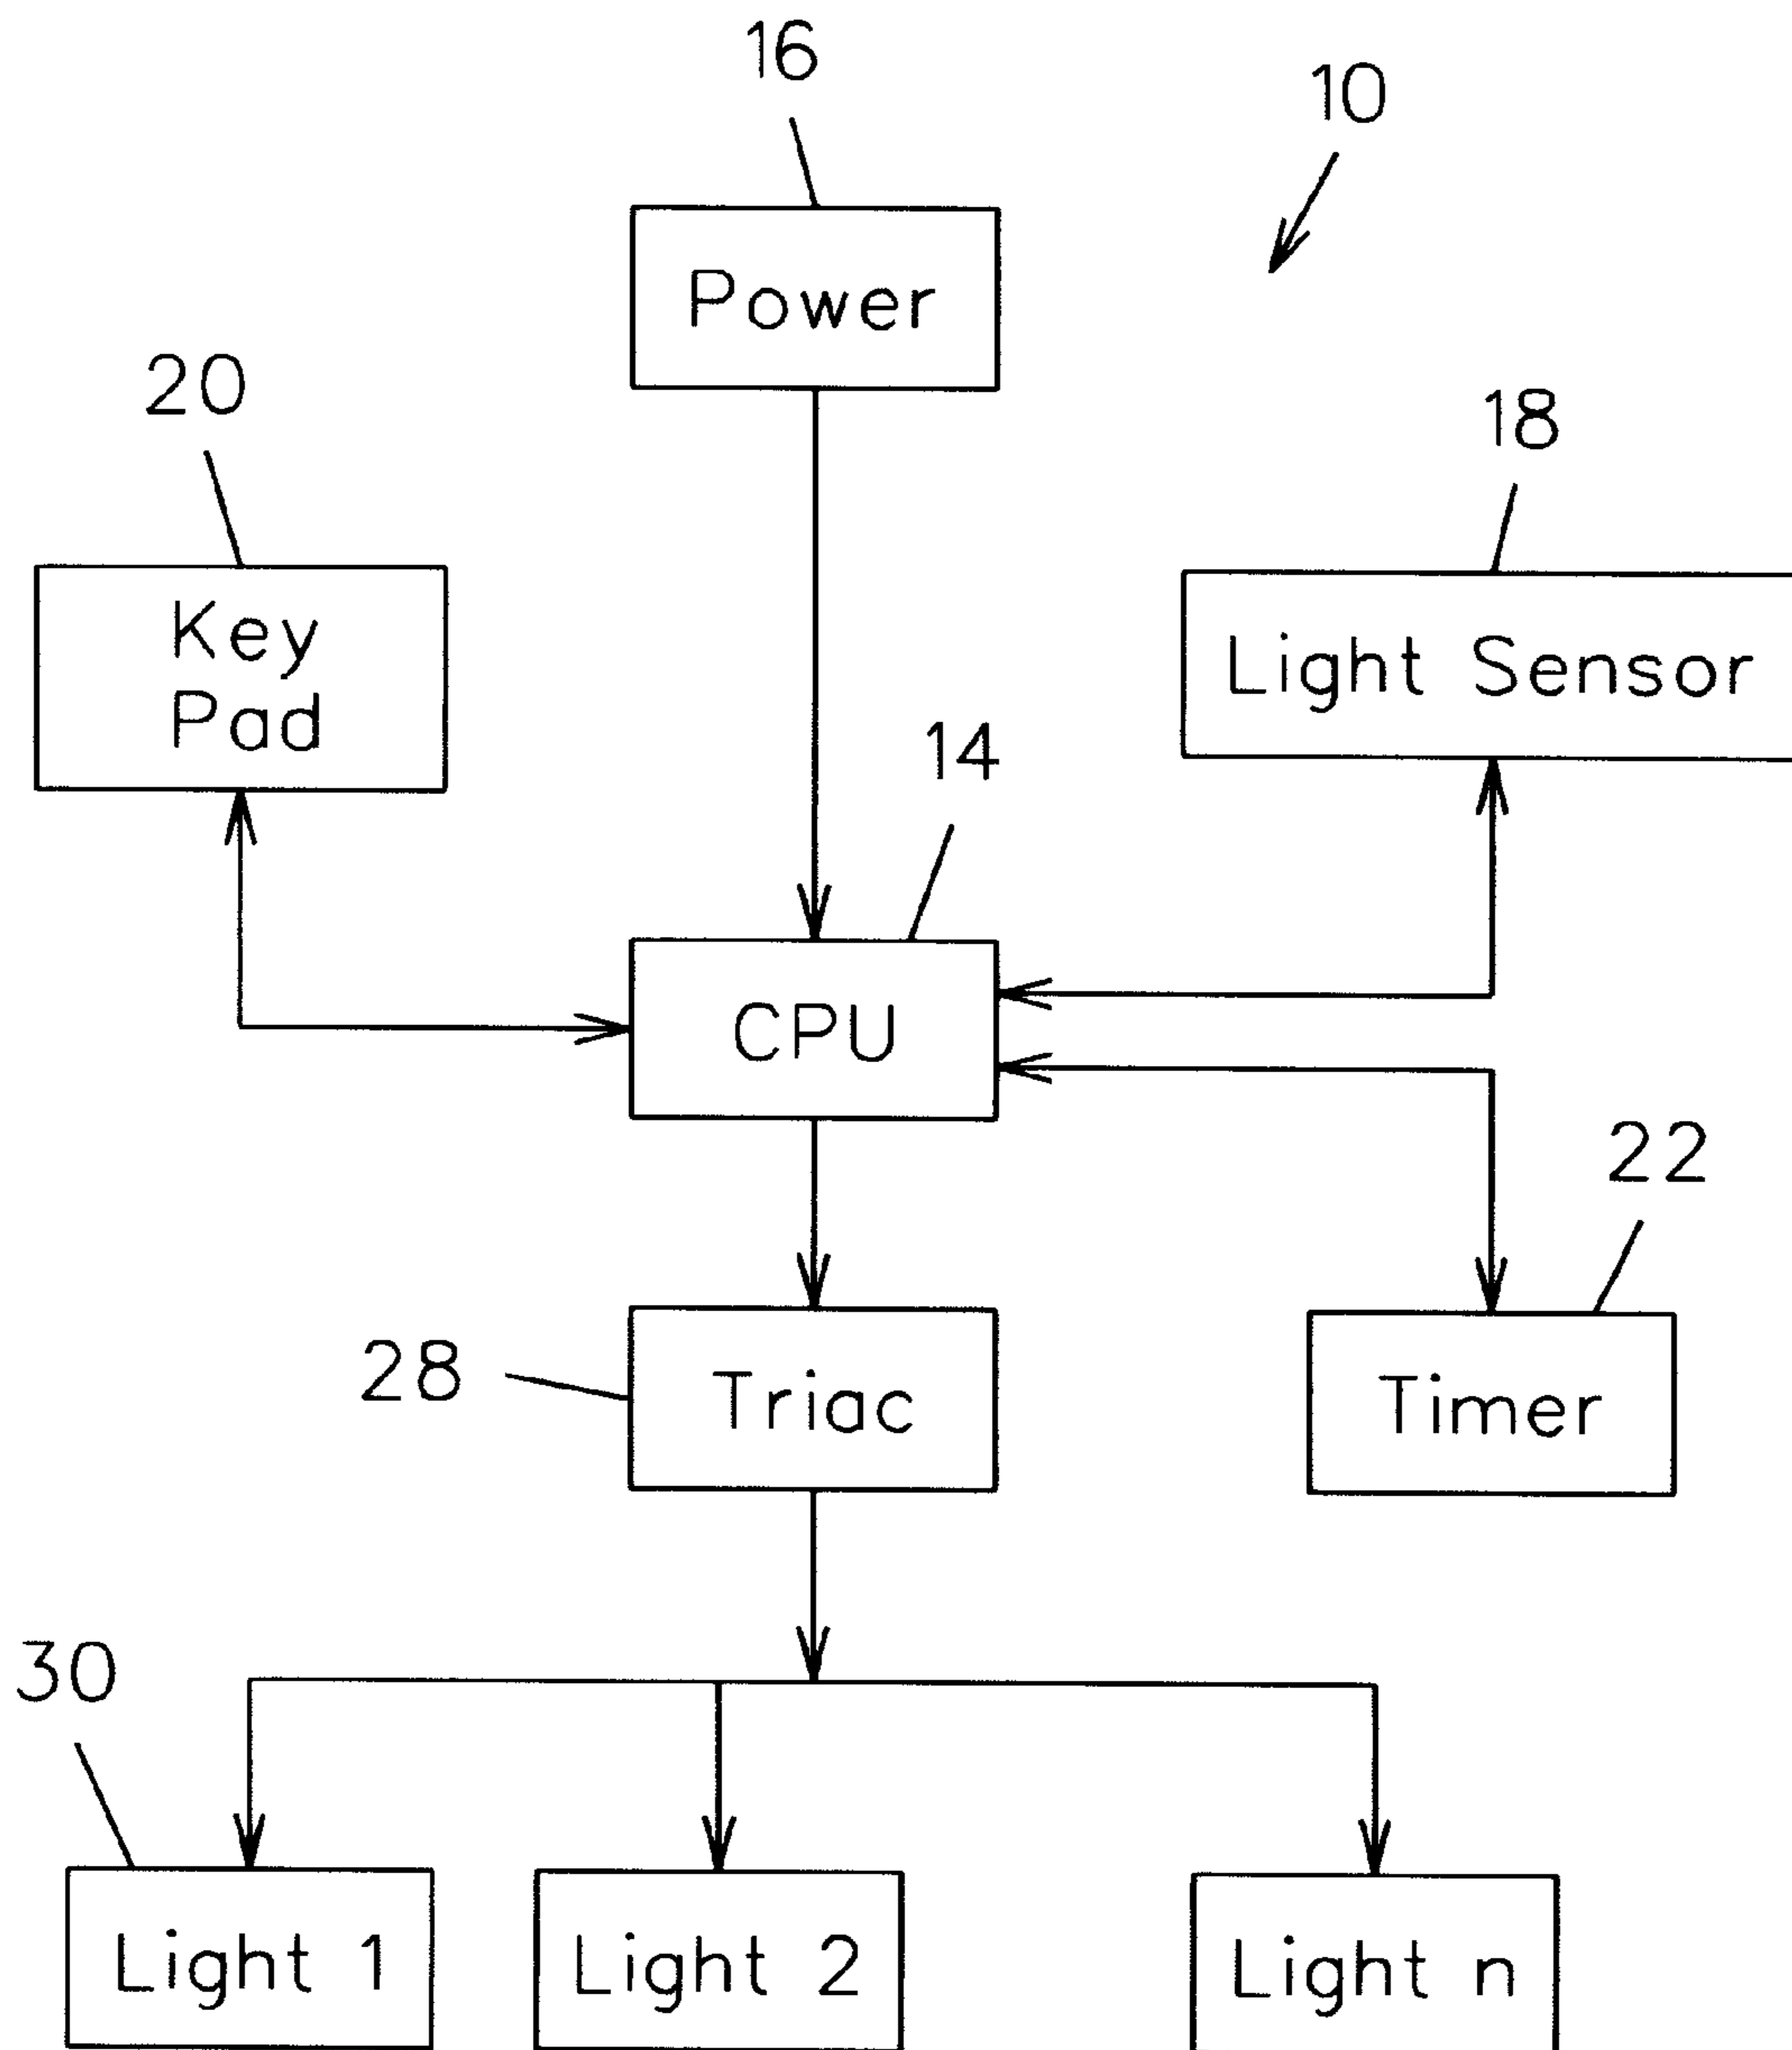 16
10
Power
20
18
Key
Pad
Light Sensor
14
CPU
22
28
Triac
Timer
30
Light 1
Light 2
Light n